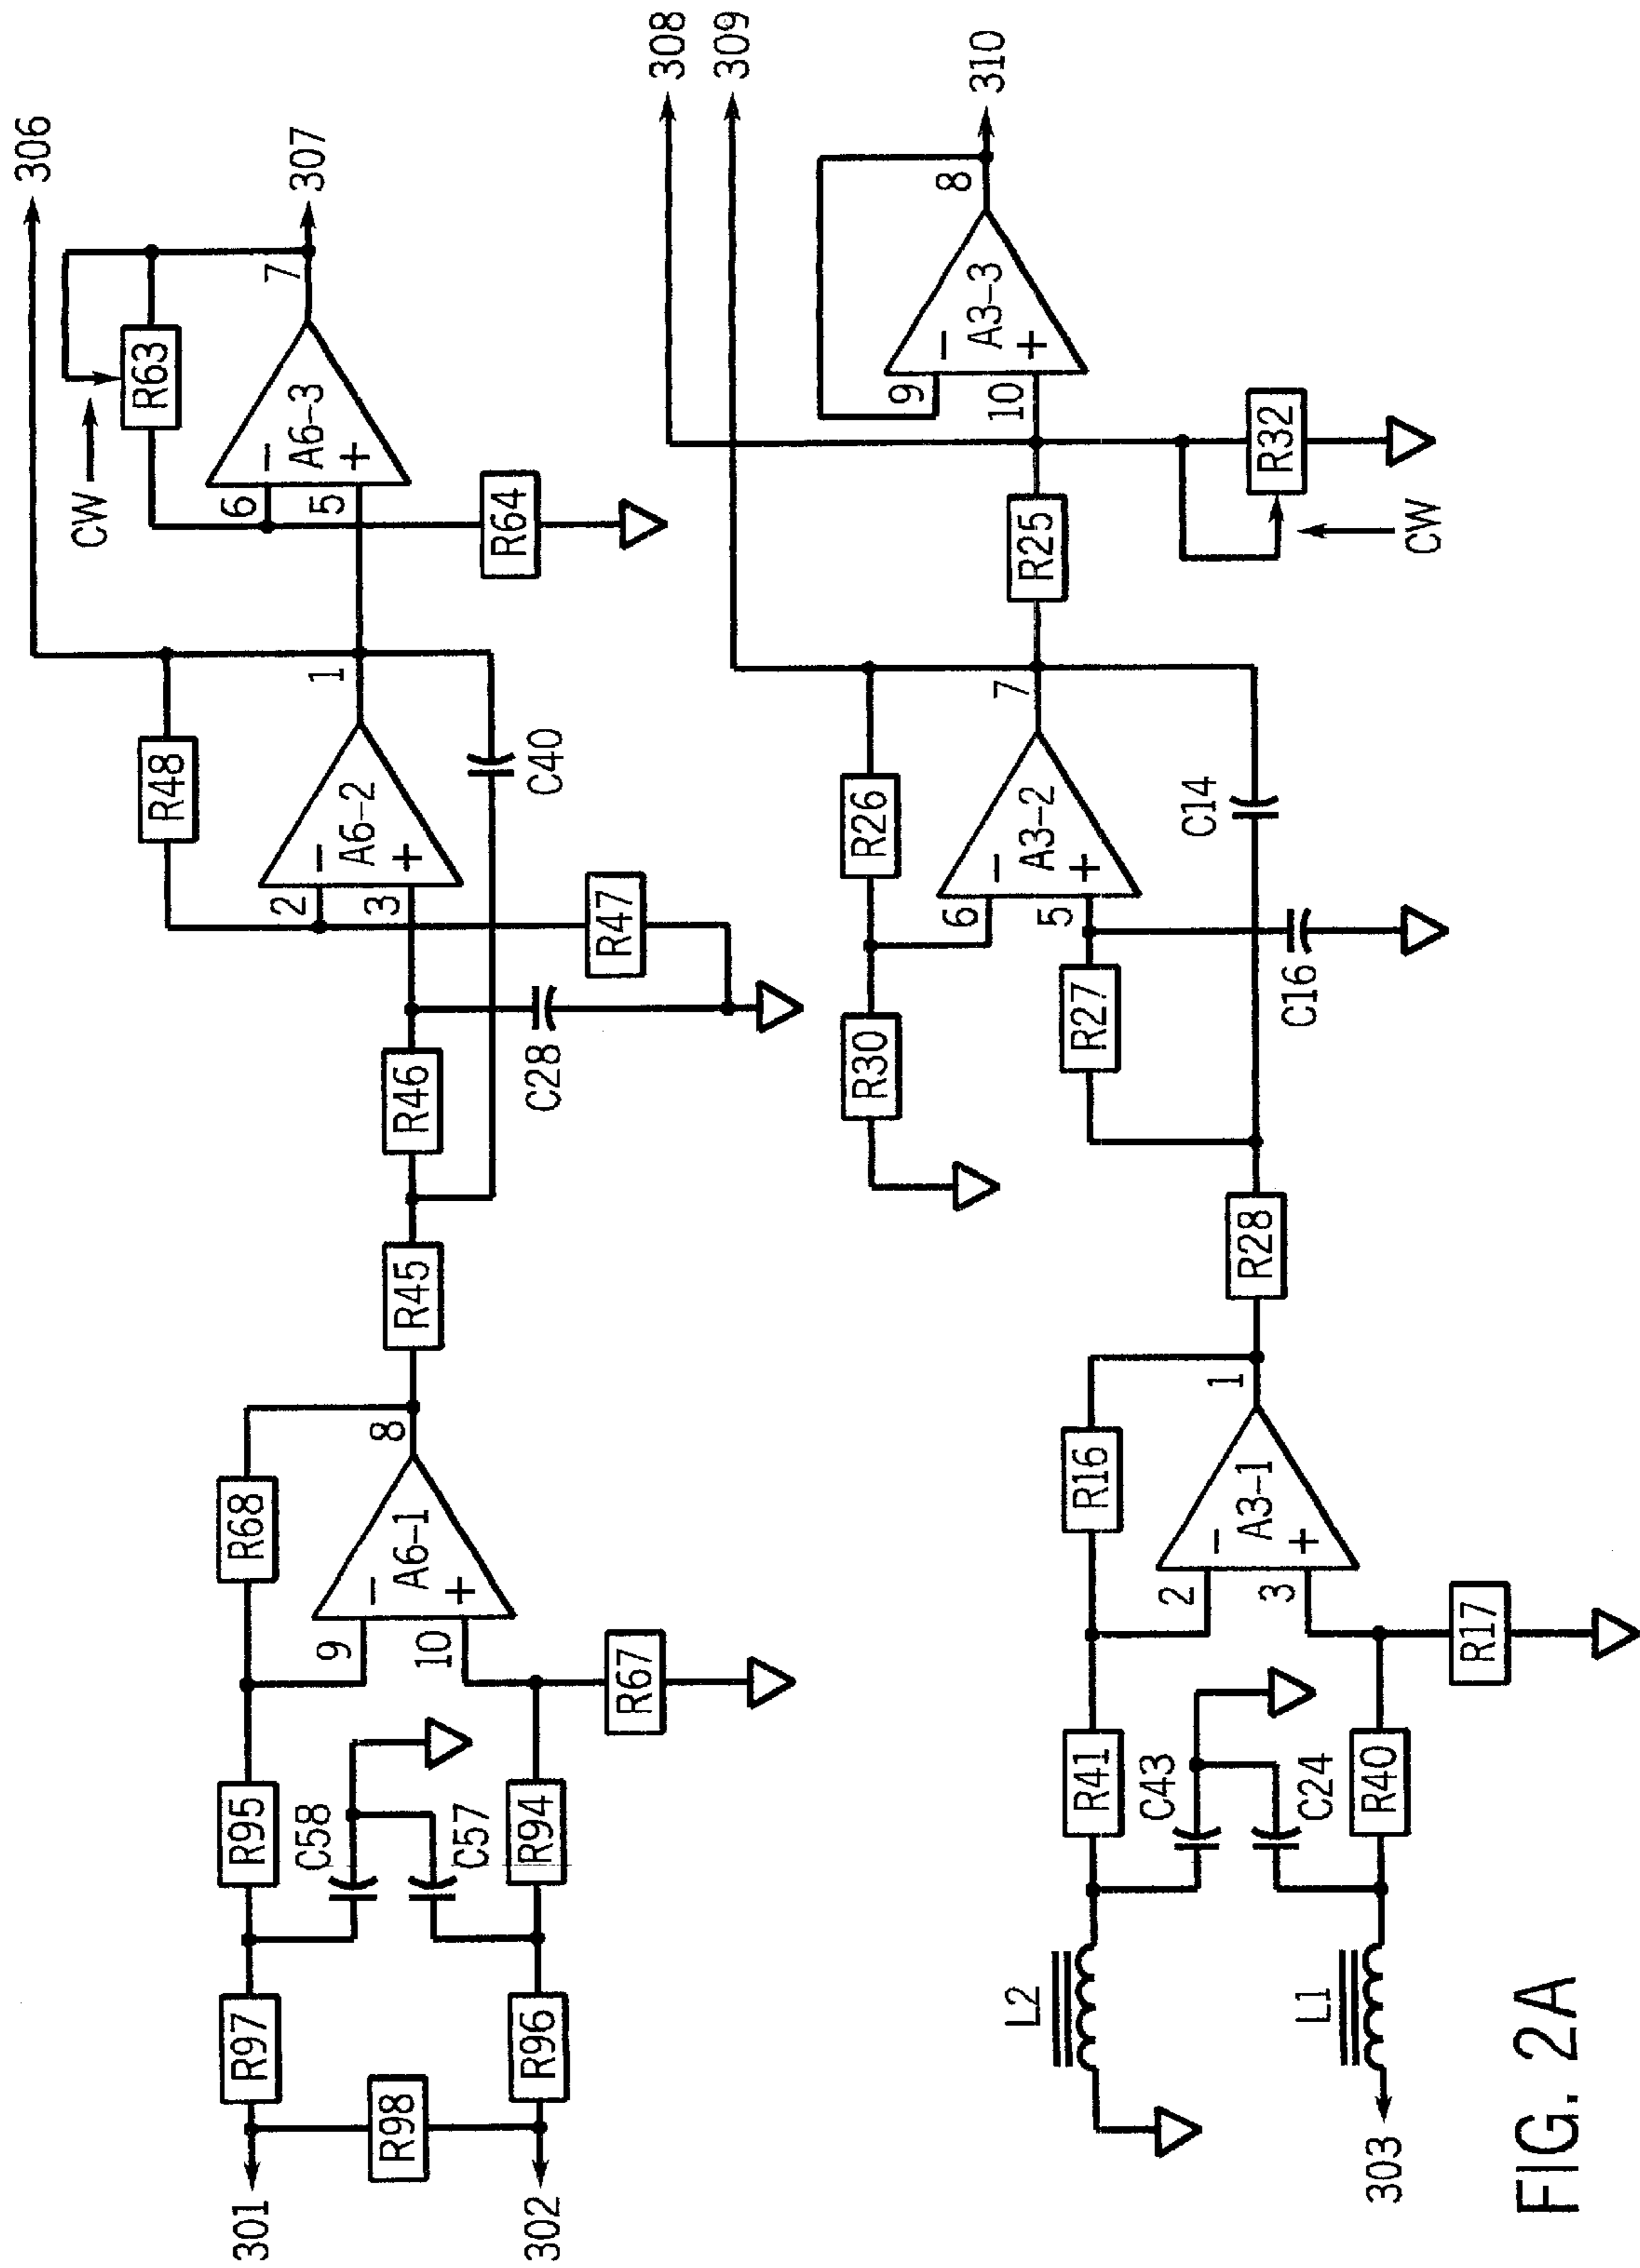 306
CW
R63
7
307
R48
1
6
5
A6-3
R64
2
3
A6-2
R47
C40
R46
C28
R45
R68
8
9
10
A6-1
R67
R97
R95
C58
C57
R94
R96
R98
301
302
308
309
310
8
9
10
A3-3
R25
R32
CW
R30
R26
7
6
5
A3-2
C14
R27
C16
R28
R16
1
2
3
A3-1
R17
L2
R41
C43
C24
R40
L1
303
FIG. 2A
−
+
−
+
−
+
−
+
−
+
−
+